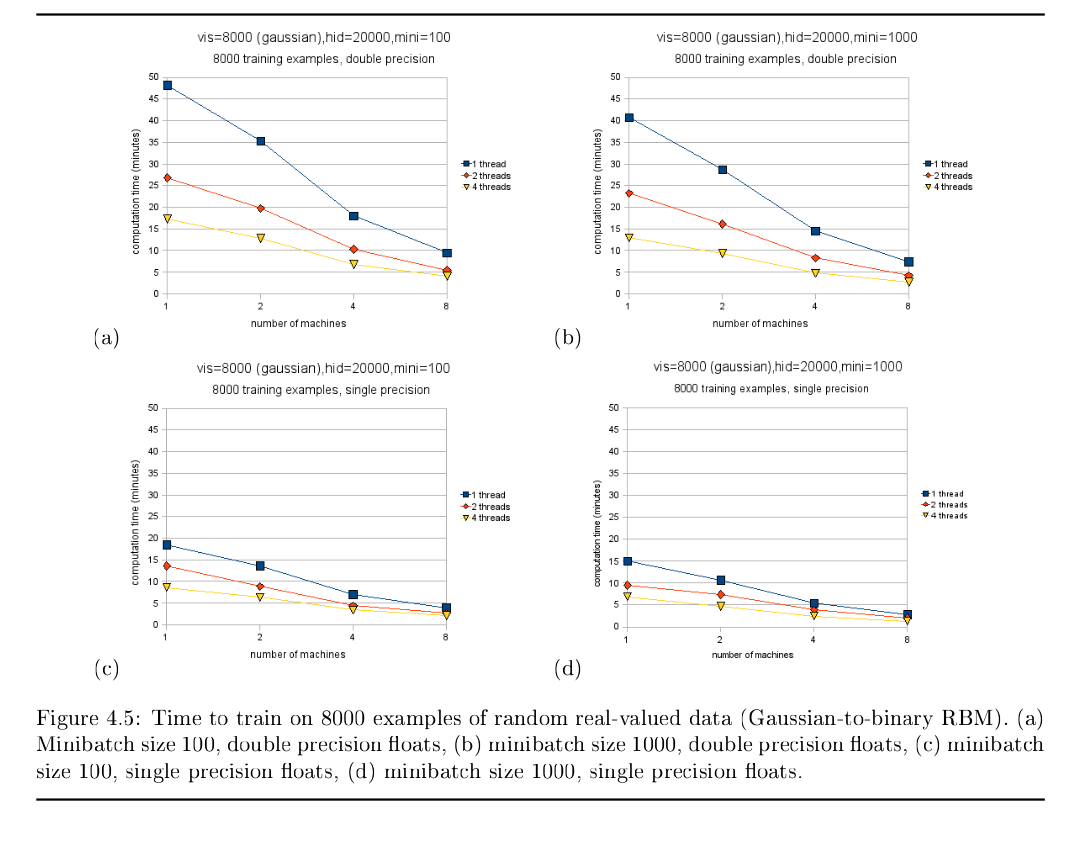 vis=8000 (gaussian),hid=20000,mini=100
8000 training examples, double precision
50
45
40
35
30
25
20
15
10
5
0
computation time (minutes)
1 2 4 8
number of machines
1 thread
2 threads
4 threads
(a)
vis=8000 (gaussian),hid=20000,mini=1000
8000 training examples, double precision
50
45
40
35
30
25
20
15
10
5
0
computation time (minutes)
1 2 4 8
number of machines
1 thread
2 threads
4 threads
(b)
vis=8000 (gaussian),hid=20000,mini=100
8000 training examples, single precision
50
45
40
35
30
25
20
15
10
5
0
computation time (minutes)
1 2 4 8
number of machines
1 thread
2 threads
4 threads
(c)
vis=8000 (gaussian),hid=20000,mini=1000
8000 training examples, single precision
50
45
40
35
30
25
20
15
10
5
0
computation time (minutes)
1 2 4 8
number of machines
1 thread
2 threads
4 threads
(d)
Figure 4.5: Time to train on 8000 examples of random real-valued data (Gaussian-to-binary RBM). (a)
Minibatch size 100, double precision floats, (b) minibatch size 1000, double precision floats, (c) minibatch
size 100, single precision floats, (d) minibatch size 1000, single precision floats.